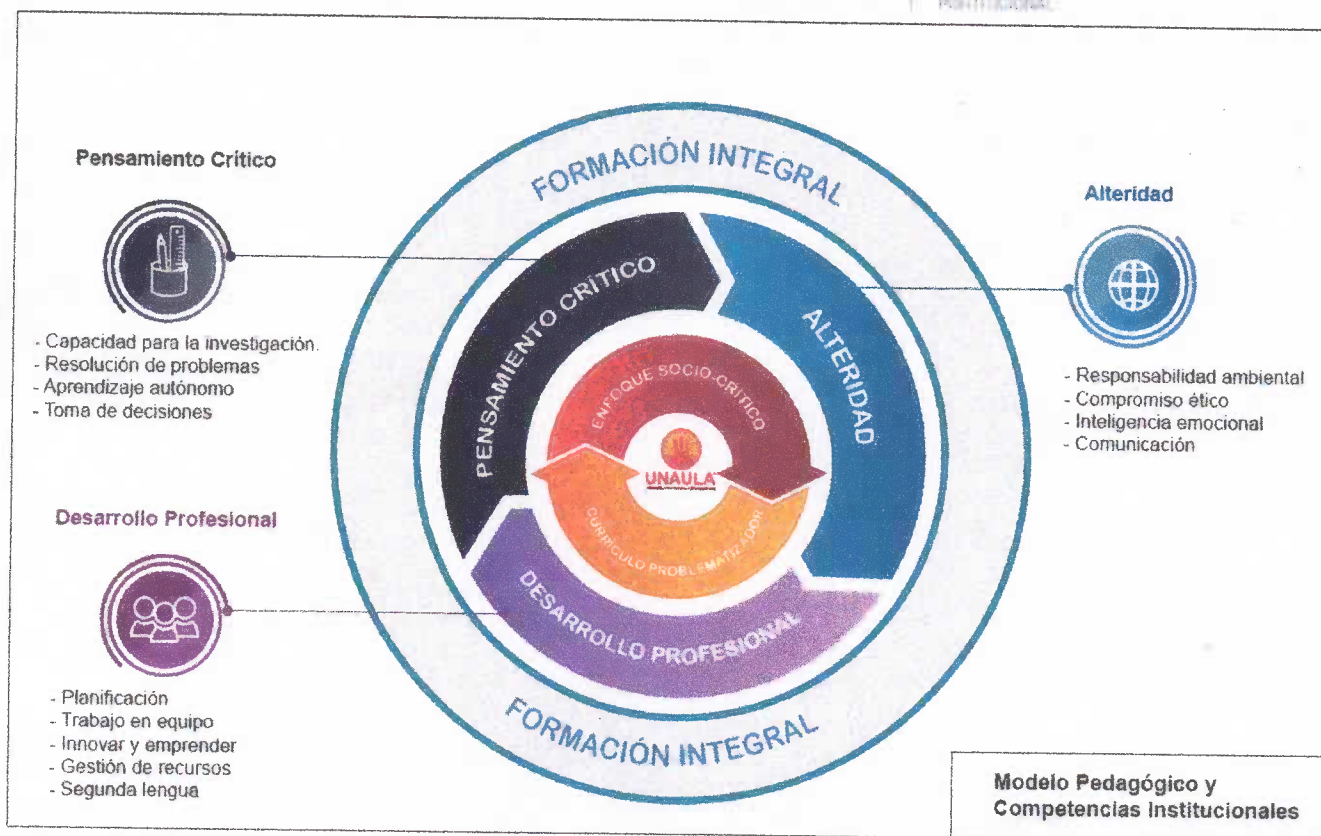 INSTITUCIONAL
Pensamiento Crítico
- Capacidad para la investigación.
- Resolución de problemas
- Aprendizaje autónomo
- Toma de decisiones
Desarrollo Profesional
- Planificación
- Trabajo en equipo
- Innovar y emprender
- Gestión de recursos
- Segunda lengua
FORMACIÓN INTEGRAL
PENSAMIENTO CRÍTICO
ALTERIDAD
ENFOQUE SOCIO-CRÍTICO
UNAULA
CURRÍCULO PROBLEMATIZADOR
DESARROLLO PROFESIONAL
FORMACIÓN INTEGRAL
Alteridad
- Responsabilidad ambiental
- Compromiso ético
- Inteligencia emocional
- Comunicación
Modelo Pedagógico y
Competencias Institucionales